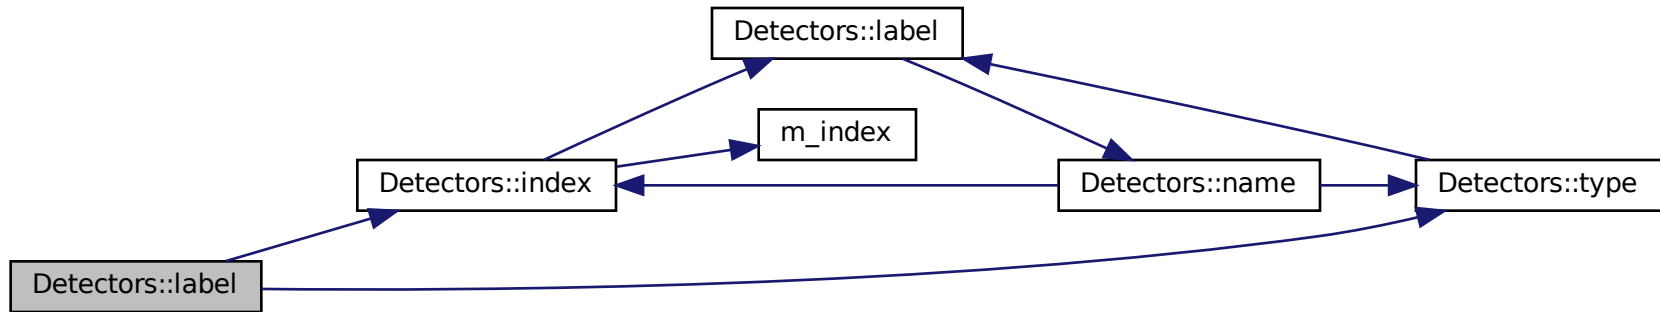 Detectors::label
m_index
Detectors::index
Detectors::name
Detectors::type
Detectors::label